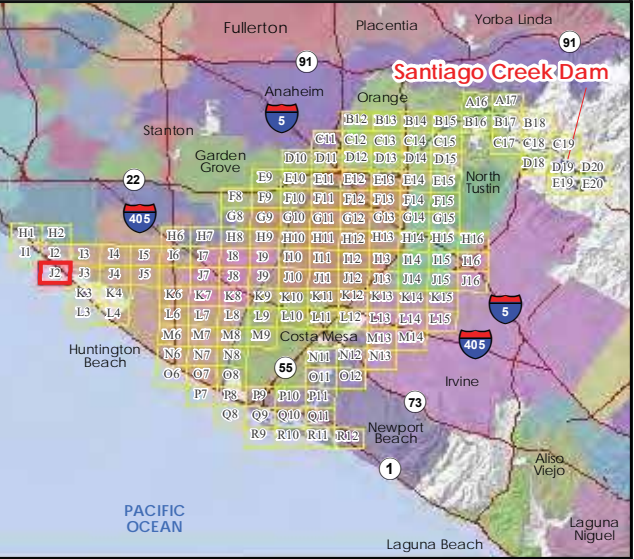 Yorba Linda
Fullerton
Placentia
91
91
Santiago Creek Dam
Anaheim
Orange
A16 A17
5
B12 B13 B14 B15 B16 B17 B18
Stanton
C11 C12 C13 C14 C15 C17 C18 C19
Garden
Grove
D10 D11 D12 D13 D14 D15 D18 D19 D20
North
Tustin
E9 E10 E11 E12 E13 E14 E15 E19 E20
22
F8 F9 F10 F11 F12 F13 F14 F15
405
G8 G9 G10 G11 G12 G13 G14 G15
H1 H2 H6 H7 H8 H9 H10 H11 H12 H13 H14 H15 H16
I1 I2 I3 I4 I5 I6 I7 I8 I9 I10 I11 I12 I13 I14 I15 I16
J2 J3 J4 J5 J7 J8 J9 J10 J11 J12 J13 J14 J15 J16
K3 K4 K6 K7 K8 K9 K10 K11 K12 K13 K14 K15
5
L3 L4 L6 L7 L8 L9 L10 L11 L12 L13 L14 L15
M6 M7 M8 M9 Costa Mesa M13 M14
405
Huntington
Beach
N6 N7 N8 N11 N12 N13
55
O6 O7 O8 O11 O12
Irvine
P7 P8 P9 P10 P11
73
Q8 Q9 Q10 Q11
Newport
Beach
R9 R10 R11 R12
1
Aliso
Viejo
PACIFIC
OCEAN
Laguna
Niguel
Laguna Beach